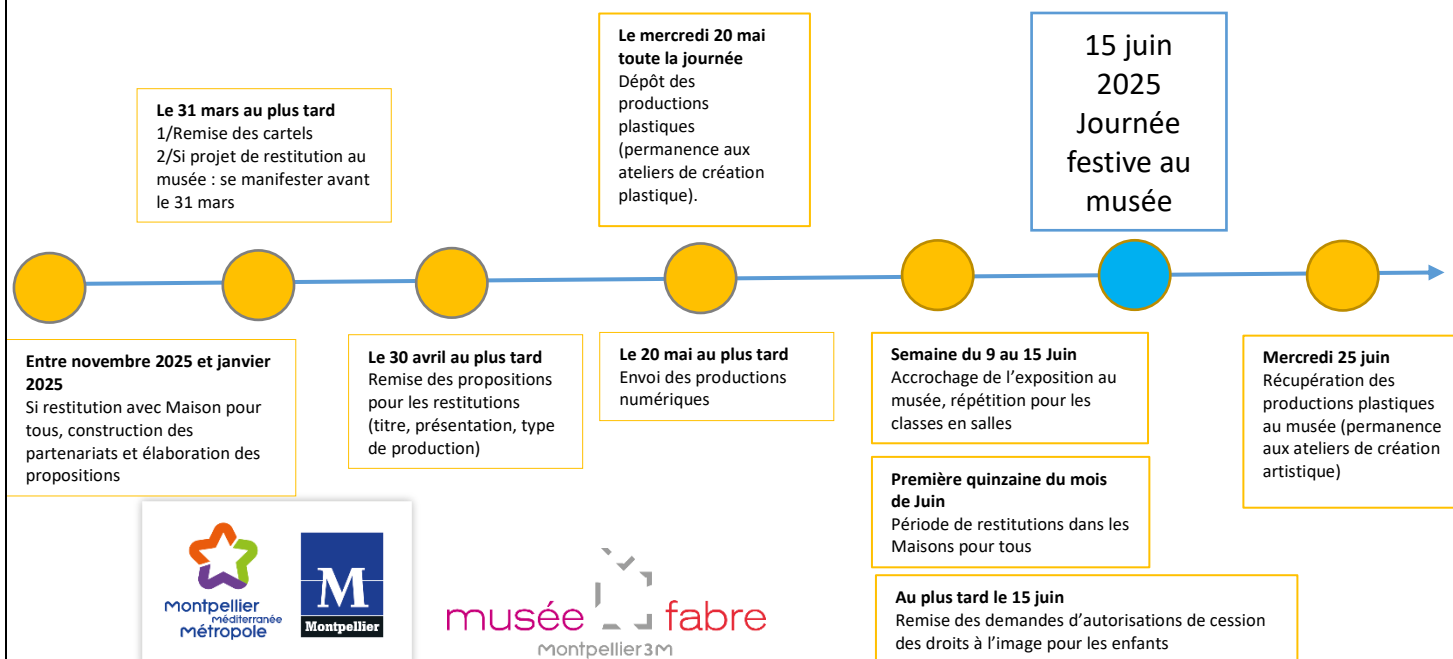 Le 31 mars au plus tard
1/Remise des cartels
2/Si projet de restitution au
musée : se manifester avant
le 31 mars
Le mercredi 20 mai
toute la journée
Dépôt des
productions
plastiques
(permanence aux
ateliers de création
plastique).
15 juin
2025
Journée
festive au
musée
Entre novembre 2025 et janvier
2025
Si restitution avec Maison pour
tous, construction des
partenariats et élaboration des
propositions
Le 30 avril au plus tard
Remise des propositions
pour les restitutions
(titre, présentation, type
de production)
Le 20 mai au plus tard
Envoi des productions
numériques
Semaine du 9 au 15 Juin
Accrochage de l’exposition au
musée, répétition pour les
classes en salles
Première quinzaine du mois
de Juin
Période de restitutions dans les
Maisons pour tous
Au plus tard le 15 juin
Remise des demandes d’autorisations de cession
des droits à l’image pour les enfants
Mercredi 25 juin
Récupération des
productions plastiques
au musée (permanence
aux ateliers de création
artistique)
montpellier
méditerranée
métropole
M
Montpellier
musée fabre
montpellier3m